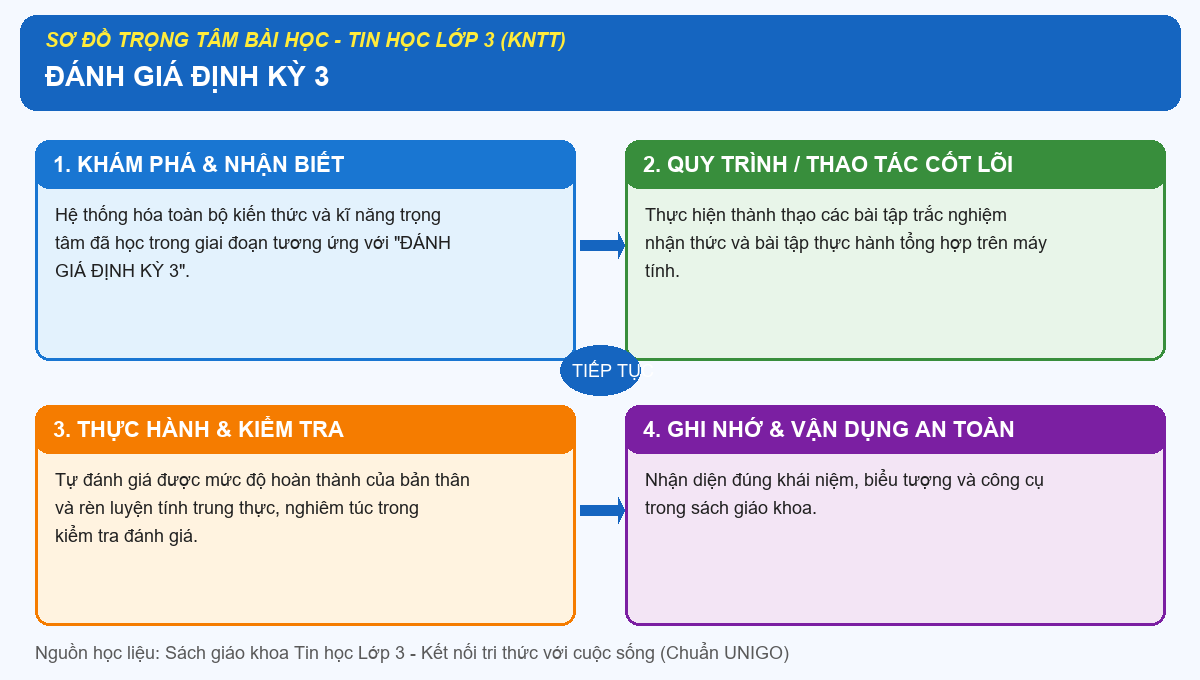 SƠ ĐỒ TRỌNG TÂM BÀI HỌC - TIN HỌC LỚP 3 (KNTT)
ĐÁNH GIÁ ĐỊNH KỲ 3
1. KHÁM PHÁ & NHẬN BIẾT
Hệ thống hóa toàn bộ kiến thức và kĩ năng trọng
tâm đã học trong giai đoạn tương ứng với "ĐÁNH
GIÁ ĐỊNH KỲ 3".
2. QUY TRÌNH / THAO TÁC CỐT LÕI
Thực hiện thành thạo các bài tập trắc nghiệm
nhận thức và bài tập thực hành tổng hợp trên máy
tính.
TIẾP TỤC
3. THỰC HÀNH & KIỂM TRA
Tự đánh giá được mức độ hoàn thành của bản thân
và rèn luyện tính trung thực, nghiêm túc trong
kiểm tra đánh giá.
4. GHI NHỚ & VẬN DỤNG AN TOÀN
Nhận diện đúng khái niệm, biểu tượng và công cụ
trong sách giáo khoa.
Nguồn học liệu: Sách giáo khoa Tin học Lớp 3 - Kết nối tri thức với cuộc sống (Chuẩn UNIGO)